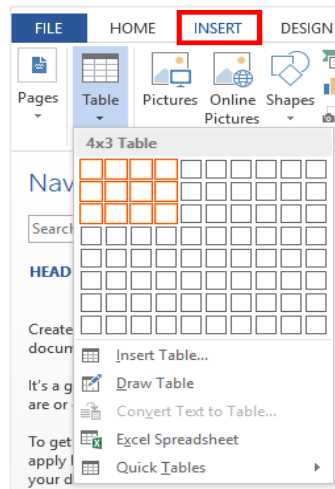 FILE HOME INSERT DESIGN
Pages Table Pictures Online Pictures Shapes
4x3 Table
Nav
Search
HEAD
Create
docum
It's a g
are or
To get
apply
your d
Insert Table...
Draw Table
Convert Text to Table...
Excel Spreadsheet
Quick Tables